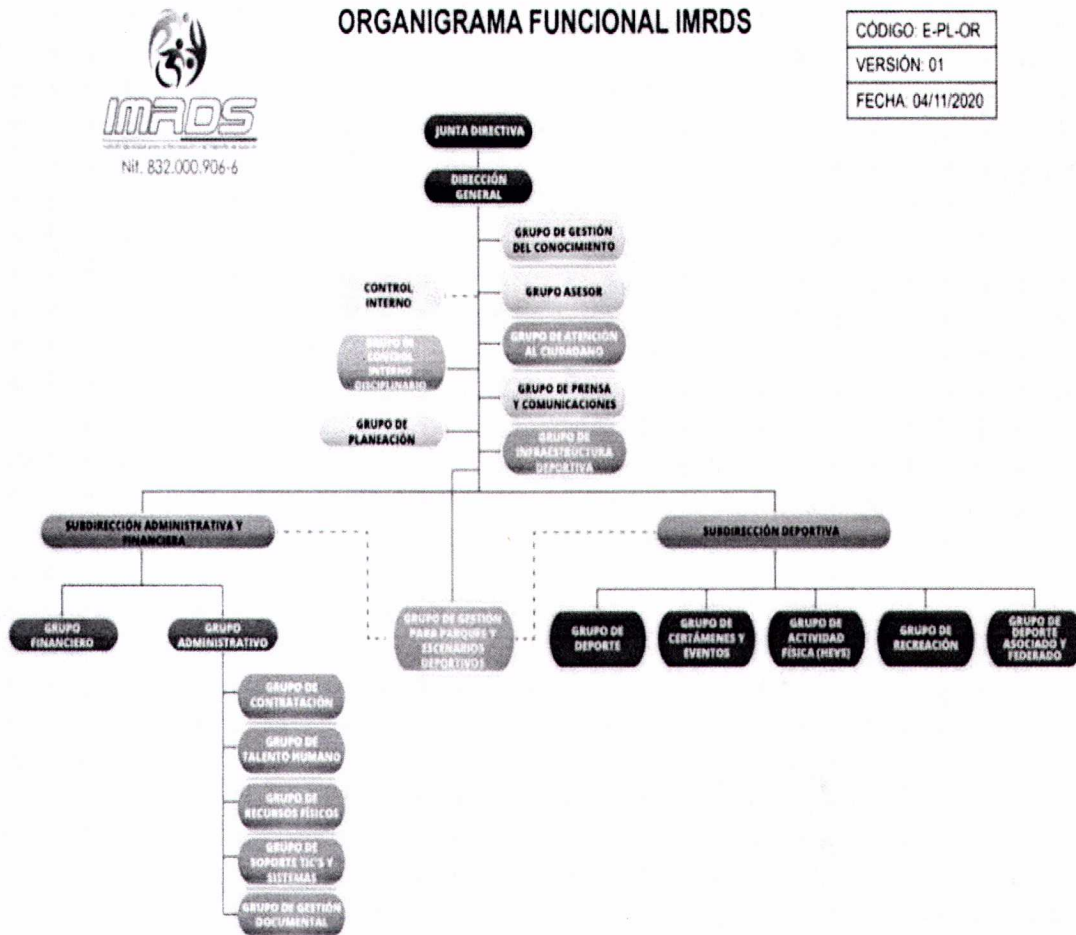 ORGANIGRAMA FUNCIONAL IMRDS
CÓDIGO: E-PL-OR
VERSIÓN: 01
FECHA: 04/11/2020
IMRDS
Nit. 832.000.906-6
JUNTA DIRECTIVA
DIRECCIÓN
GENERAL
GRUPO DE GESTIÓN
DEL CONOCIMIENTO
CONTROL
INTERNO
GRUPO ASESOR
GRUPO DE
CONTROL
INTERNO
DISCIPLINARIO
GRUPO DE ATENCIÓN
AL CIUDADANO
GRUPO DE PRENSA
Y COMUNICACIONES
GRUPO DE
PLANEACIÓN
GRUPO DE
INFRAESTRUCTURA
DEPORTIVA
SUBDIRECCIÓN ADMINISTRATIVA Y
FINANCIERA
SUBDIRECCIÓN DEPORTIVA
GRUPO
FINANCIERO
GRUPO
ADMINISTRATIVO
GRUPO DE GESTIÓN
PARA PARQUES Y
ESCENARIOS
DEPORTIVOS
GRUPO DE
DEPORTE
GRUPO DE
CERTÁMENES Y
EVENTOS
GRUPO DE
ACTIVIDAD
FÍSICA (HEVS)
GRUPO DE
RECREACIÓN
GRUPO DE
DEPORTE
ASOCIADO Y
FEDERADO
GRUPO DE
CONTRATACIÓN
GRUPO DE
TALENTO HUMANO
GRUPO DE
RECURSOS FÍSICOS
GRUPO DE
SOPORTE TIC'S Y
SISTEMAS
GRUPO DE GESTIÓN
DOCUMENTAL